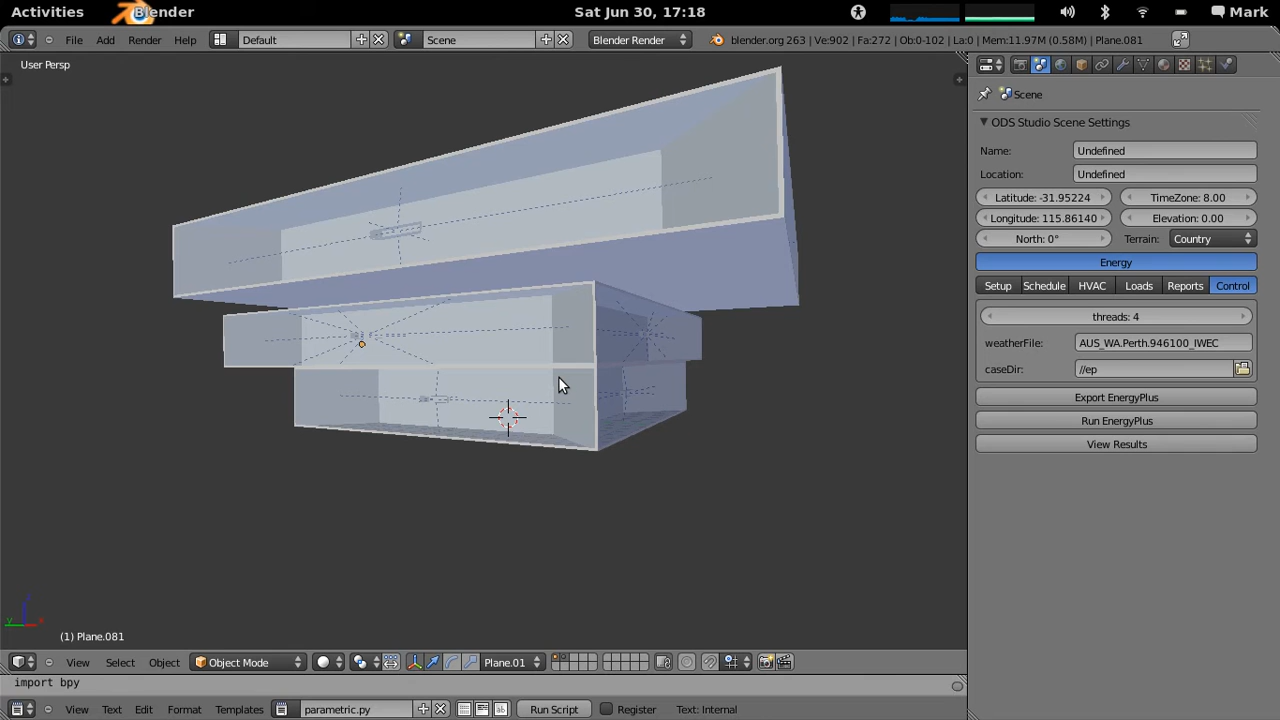 Activities Blender Sat Jun 30, 17:18 Mark
File Add Render Help Default Scene Blender Render blender.org 263 | Ve:902 | Fa:272 | Ob:0-102 | La:0 | Mem:11.97M (0.58M) | Plane.081
User Persp
Scene
ODS Studio Scene Settings
Name: Undefined
Location: Undefined
Latitude: -31.95224 TimeZone: 8.00
Longitude: 115.86140 Elevation: 0.00
North: 0° Terrain: Country
Energy
Setup Schedule HVAC Loads Reports Control
threads: 4
weatherFile: AUS_WA.Perth.946100_IWEC
caseDir: //ep
Export EnergyPlus
Run EnergyPlus
View Results
z
y x
(1) Plane.081
View Select Object Object Mode Plane.01
import bpy
View Text Edit Format Templates parametric.py Run Script Register Text: Internal